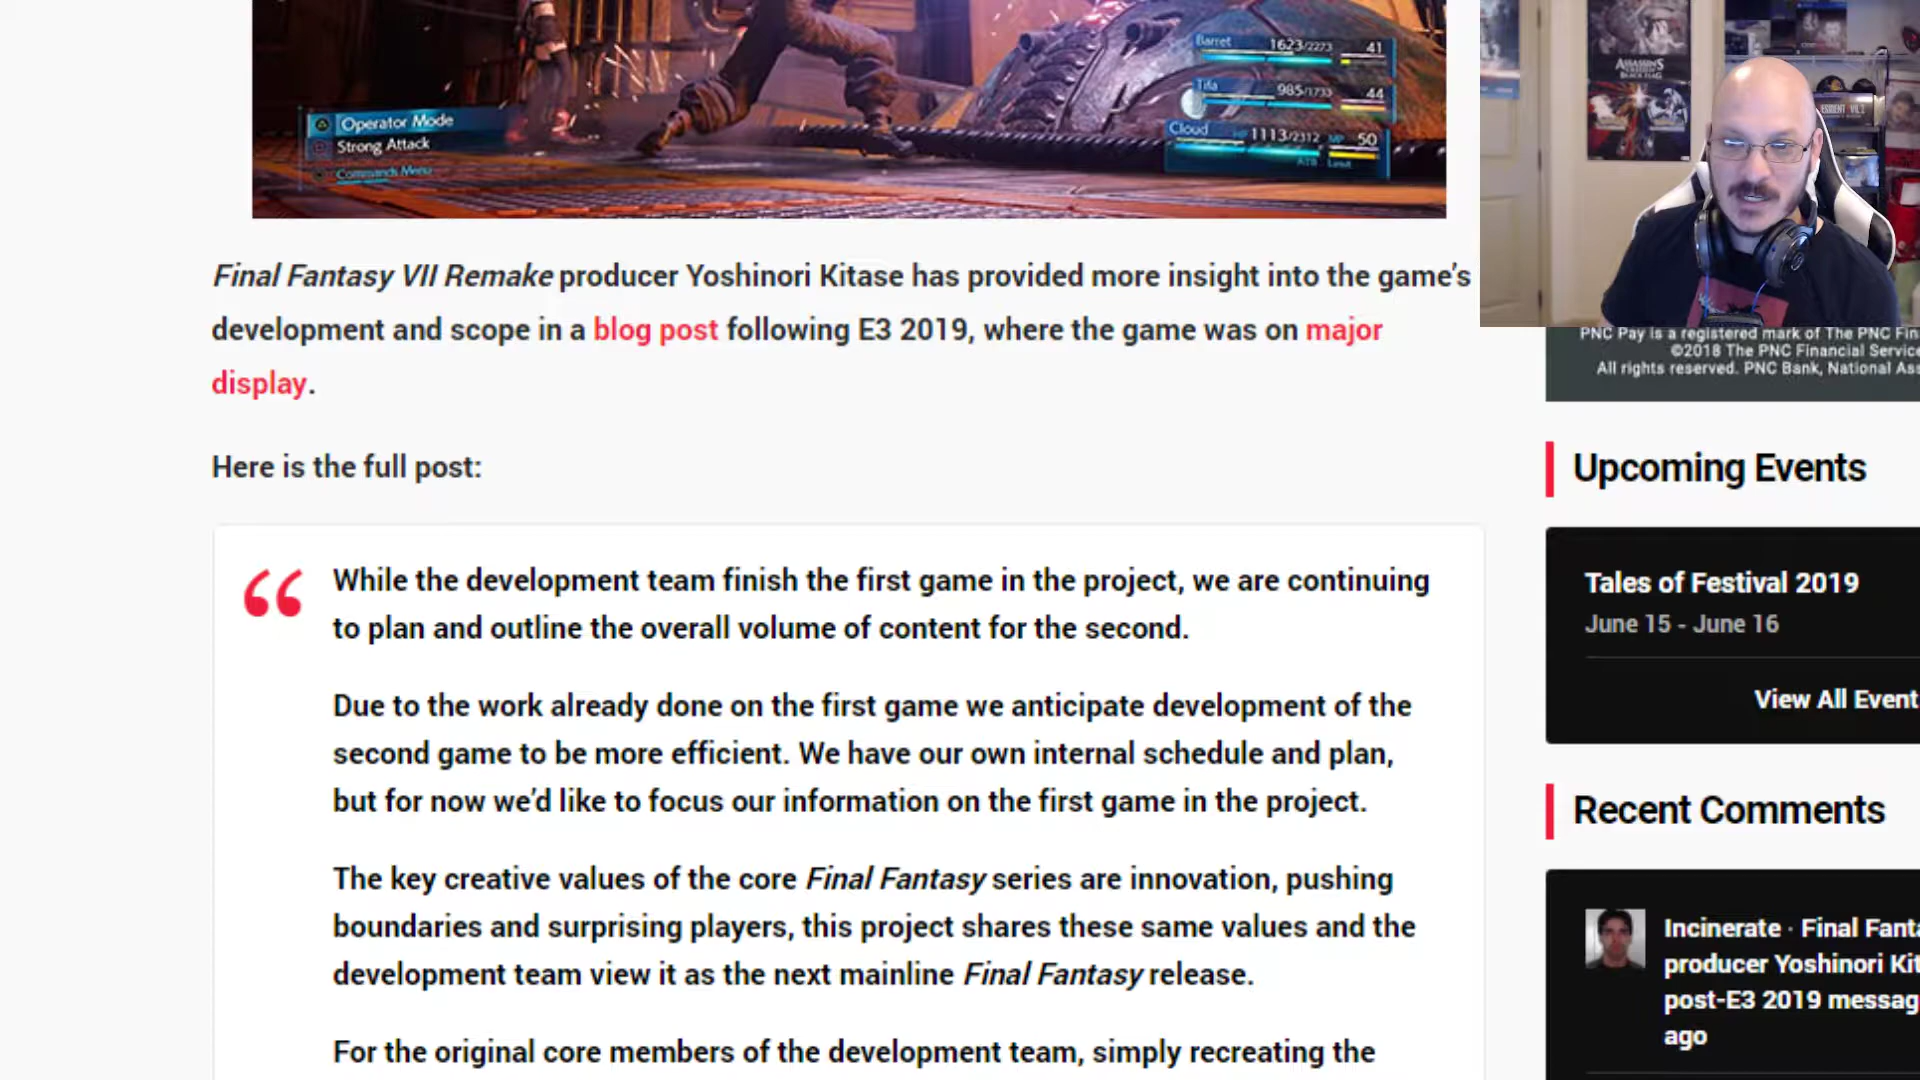 Barret 1623/2273 41
Tifa 985/1733 44
Cloud HP 1113/2312 MP 50
ATB Limit
Operator Mode
Strong Attack
Commands Menu
ASSASSIN'S
BLACK FLAG
Final Fantasy VII Remake producer Yoshinori Kitase has provided more insight into the game's
development and scope in a blog post following E3 2019, where the game was on major
display.
Here is the full post:
“
While the development team finish the first game in the project, we are continuing
to plan and outline the overall volume of content for the second.
Due to the work already done on the first game we anticipate development of the
second game to be more efficient. We have our own internal schedule and plan,
but for now we'd like to focus our information on the first game in the project.
The key creative values of the core Final Fantasy series are innovation, pushing
boundaries and surprising players, this project shares these same values and the
development team view it as the next mainline Final Fantasy release.
For the original core members of the development team, simply recreating the
PNC Pay is a registered mark of The PNC Fin
©2018 The PNC Financial Service
All rights reserved. PNC Bank, National Ass
Upcoming Events
Tales of Festival 2019
June 15 - June 16
View All Event
Recent Comments
Incinerate · Final Fanta
producer Yoshinori Kit
post-E3 2019 messag
ago